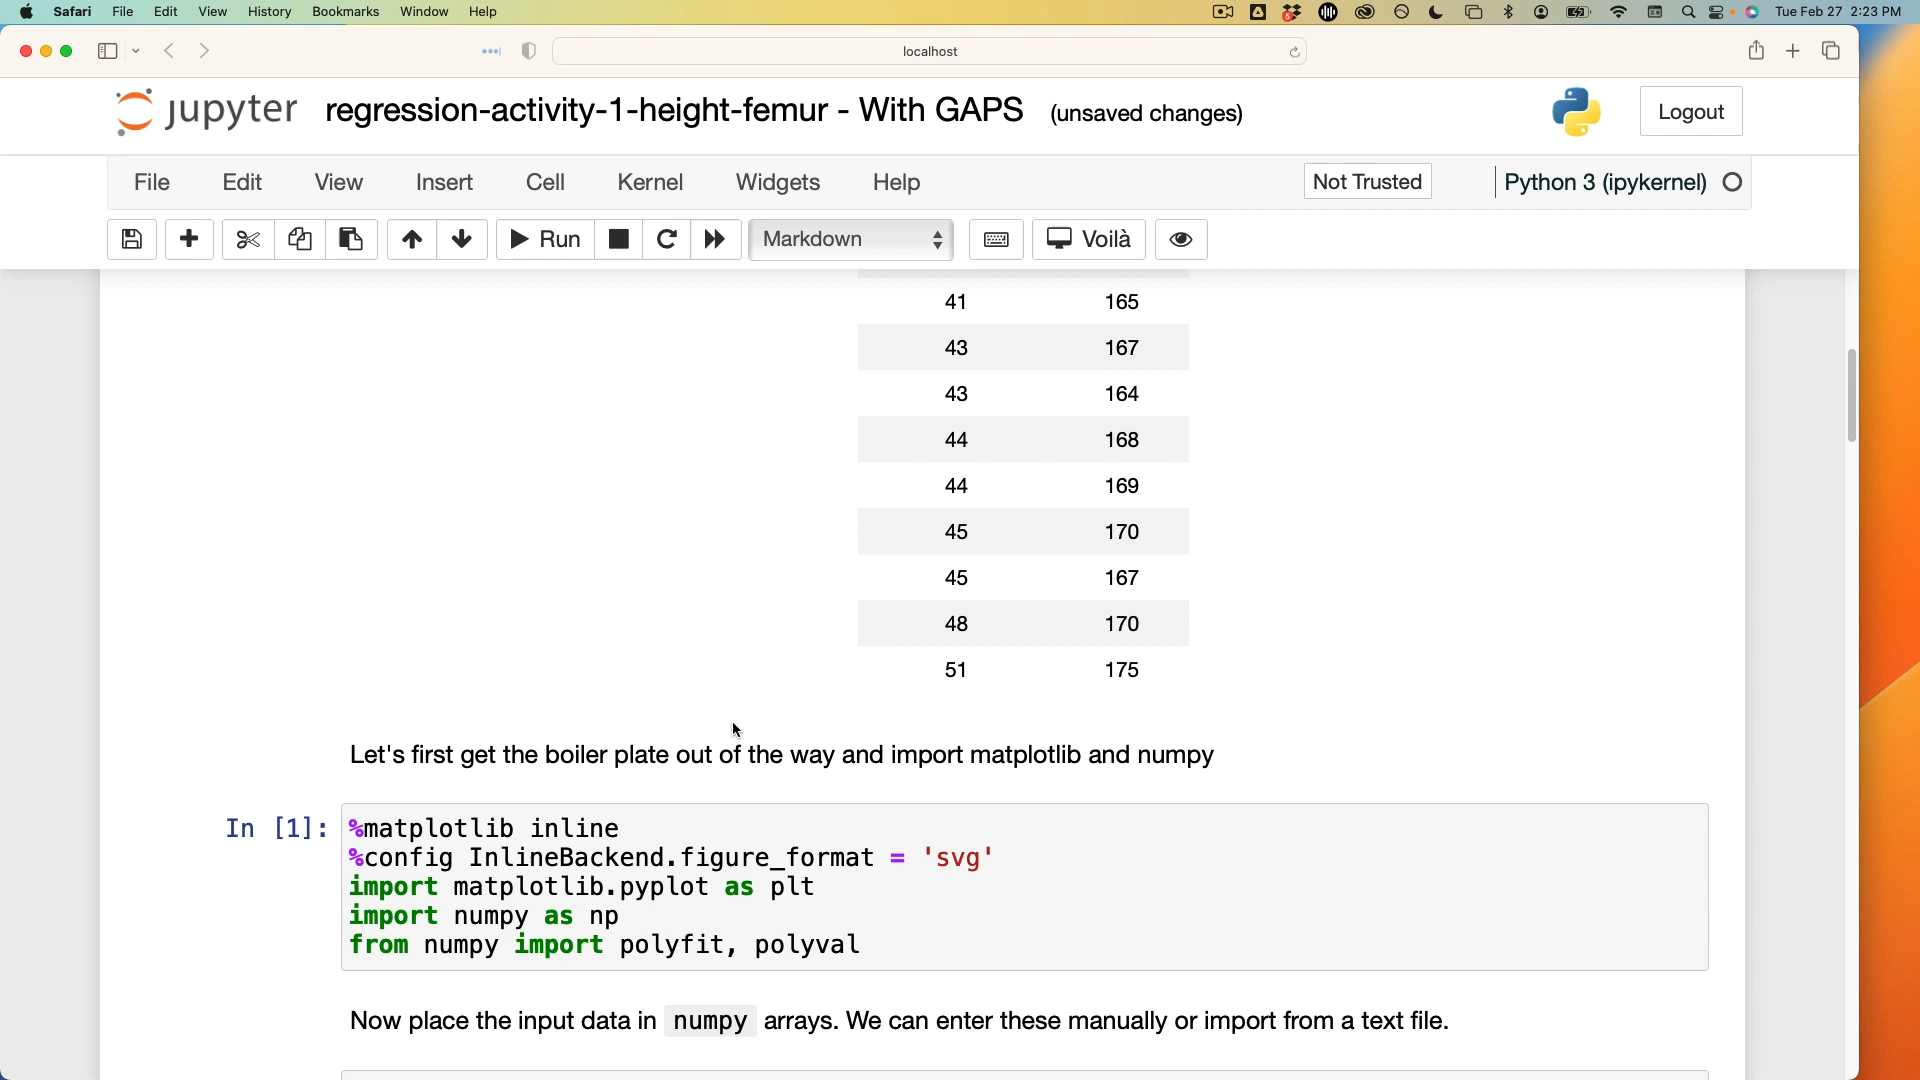 Safari File Edit View History Bookmarks Window Help Tue Feb 27 2:23 PM
localhost
jupyter regression-activity-1-height-femur - With GAPS (unsaved changes) Logout
File Edit View Insert Cell Kernel Widgets Help Not Trusted Python 3 (ipykernel)
Run Markdown Voilà
41 165
43 167
43 164
44 168
44 169
45 170
45 167
48 170
51 175
Let's first get the boiler plate out of the way and import matplotlib and numpy
In [1]: %matplotlib inline
%config InlineBackend.figure_format = 'svg'
import matplotlib.pyplot as plt
import numpy as np
from numpy import polyfit, polyval
Now place the input data in numpy arrays. We can enter these manually or import from a text file.